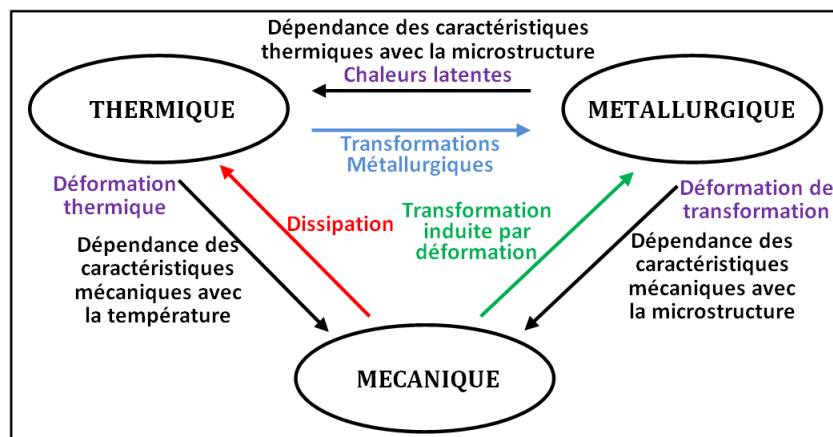 Dépendance des caractéristiques
thermiques avec la microstructure
Chaleurs latentes
THERMIQUE
METALLURGIQUE
Transformations
Métallurgiques
Déformation
thermique
Dissipation
Transformation
induite par
déformation
Déformation de
transformation
Dépendance des
caractéristiques
mécaniques avec
la température
Dépendance des
caractéristiques
mécaniques avec
la microstructure
MECANIQUE